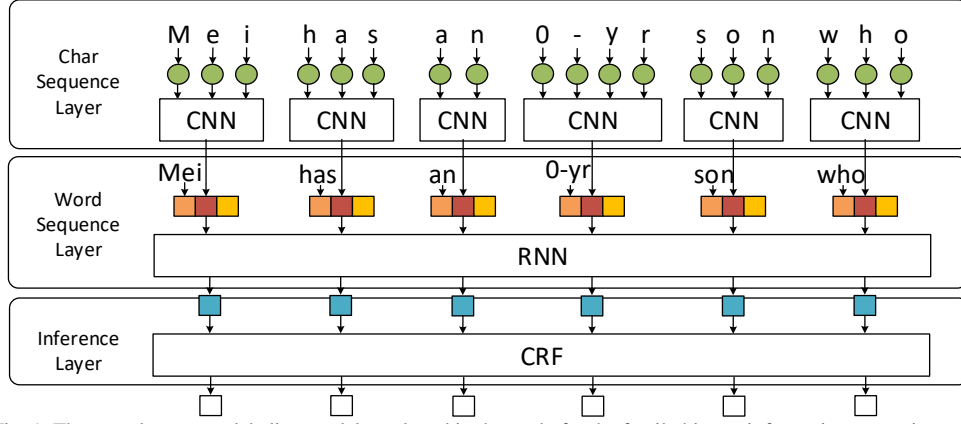 M e i h a s a n 0 - y r s o n w h o
Char
Sequence
Layer
CNN CNN CNN CNN CNN CNN
Mei has an 0-yr son who
Word
Sequence
Layer
RNN
Inference
Layer
CRF